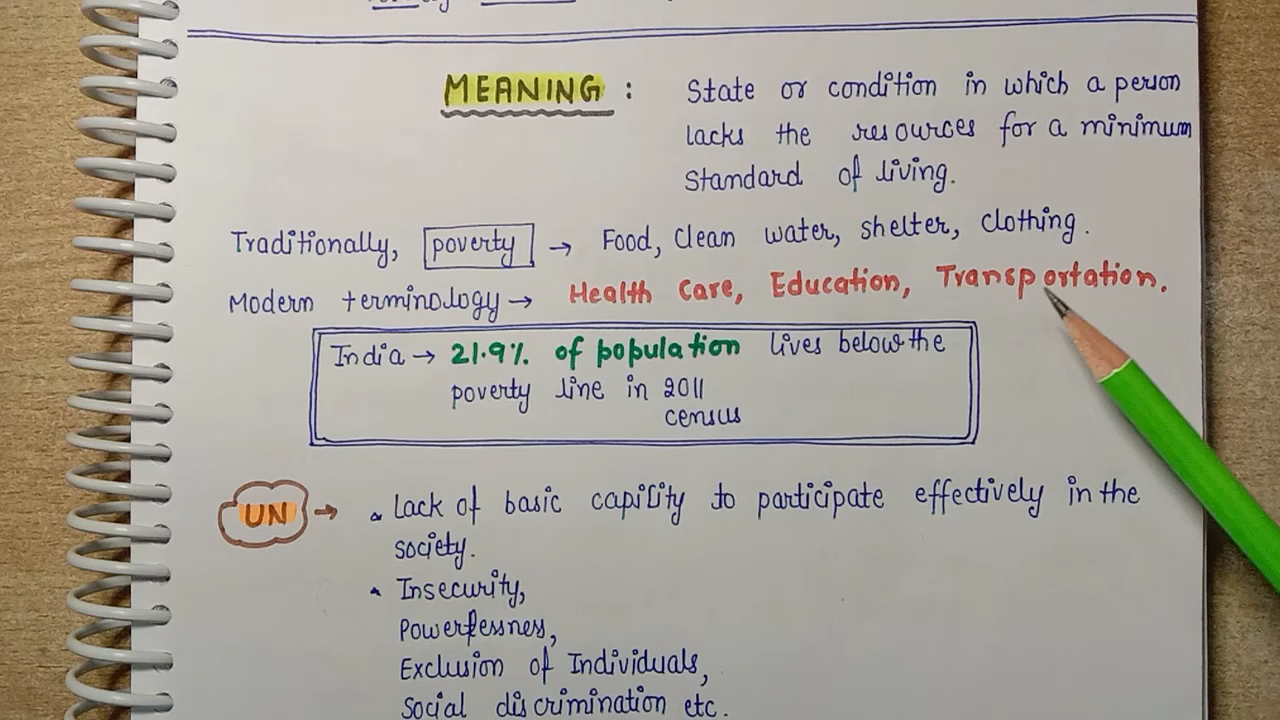 MEANING : State or condition in which a person
lacks the resources for a minimum
standard of living.
Traditionally, poverty → Food, Clean water, shelter, clothing.
Modern terminology → Health Care, Education, Transportation.
India → 21.9% of population lives below the
poverty line in 2011
census
UN → Lack of basic capility to participate effectively in the
society.
Insecurity,
Powerlessness,
Exclusion of Individuals,
Social discrimination etc.